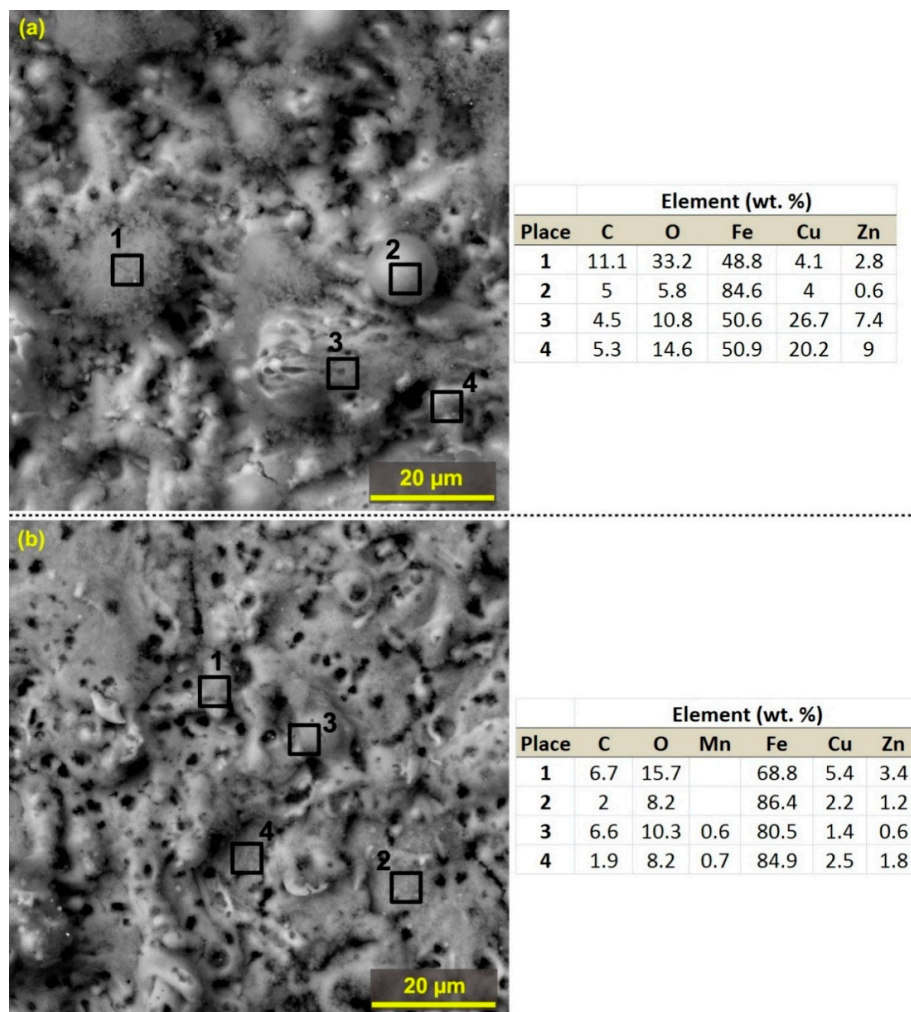 (a)
1
2
3
4
20 µm
Element (wt. %)
Place C O Fe Cu Zn
1 11.1 33.2 48.8 4.1 2.8
2 5 5.8 84.6 4 0.6
3 4.5 10.8 50.6 26.7 7.4
4 5.3 14.6 50.9 20.2 9
(b)
1
3
4
2
20 µm
Element (wt. %)
Place C O Mn Fe Cu Zn
1 6.7 15.7 68.8 5.4 3.4
2 2 8.2 86.4 2.2 1.2
3 6.6 10.3 0.6 80.5 1.4 0.6
4 1.9 8.2 0.7 84.9 2.5 1.8